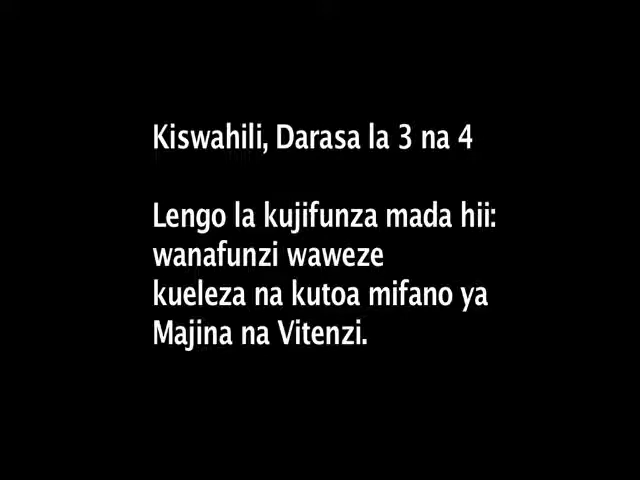 Kiswahili, Darasa la 3 na 4
Lengo la kujifunza mada hii:
wanafunzi waweze
kueleza na kutoa mifano ya
Majina na Vitenzi.